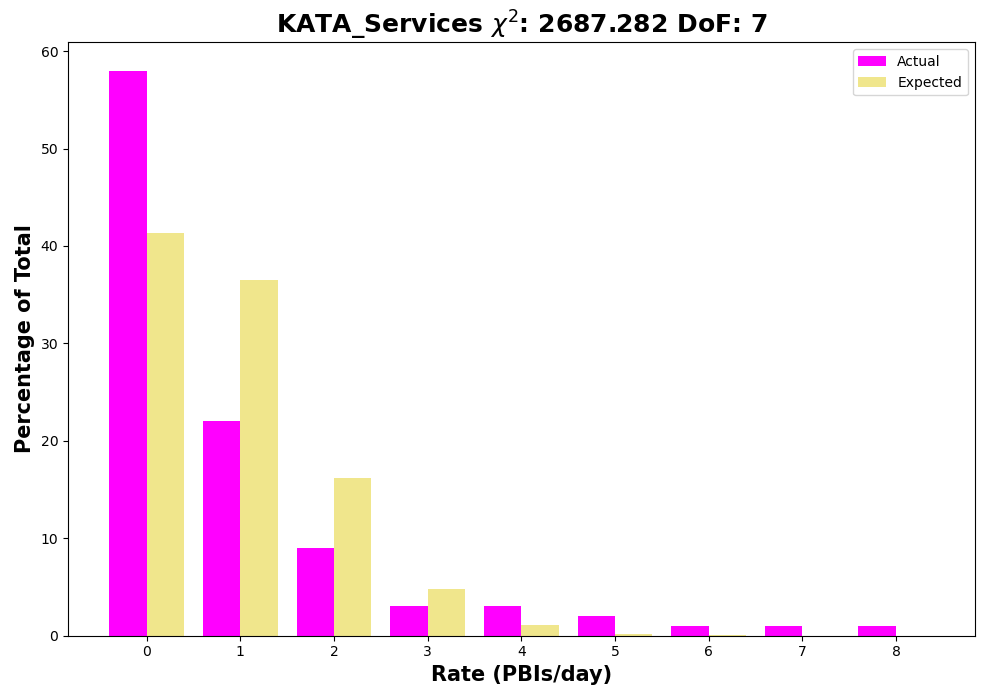 KATA_Services χ²: 2687.282 DoF: 7
Actual
Expected
Percentage of Total
60
50
40
30
20
10
0
0 1 2 3 4 5 6 7 8
Rate (PBIs/day)